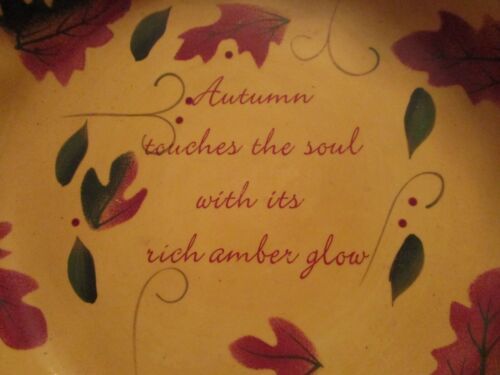 Autumn
touches the soul
with its
rich amber glow